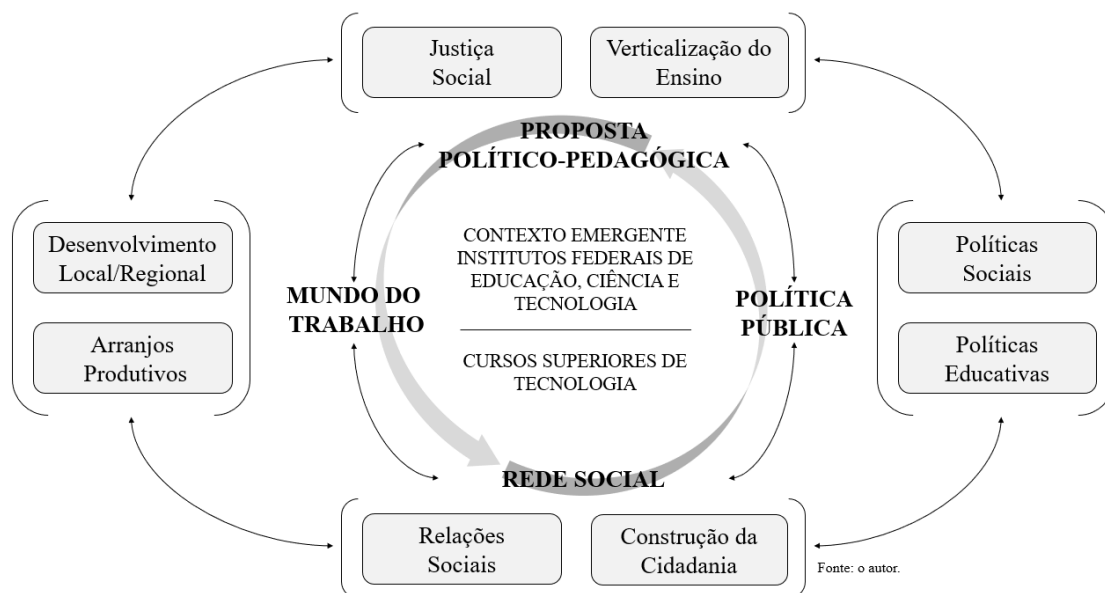 Justiça
Social
Verticalização do
Ensino
PROPOSTA
POLÍTICO-PEDAGÓGICA
Desenvolvimento
Local/Regional
Arranjos
Produtivos
MUNDO DO
TRABALHO
CONTEXTO EMERGENTE
INSTITUTOS FEDERAIS DE
EDUCAÇÃO, CIÊNCIA E
TECNOLOGIA
CURSOS SUPERIORES DE
TECNOLOGIA
POLÍTICA
PÚBLICA
Políticas
Sociais
Políticas
Educativas
REDE SOCIAL
Relações
Sociais
Construção da
Cidadania
Fonte: o autor.